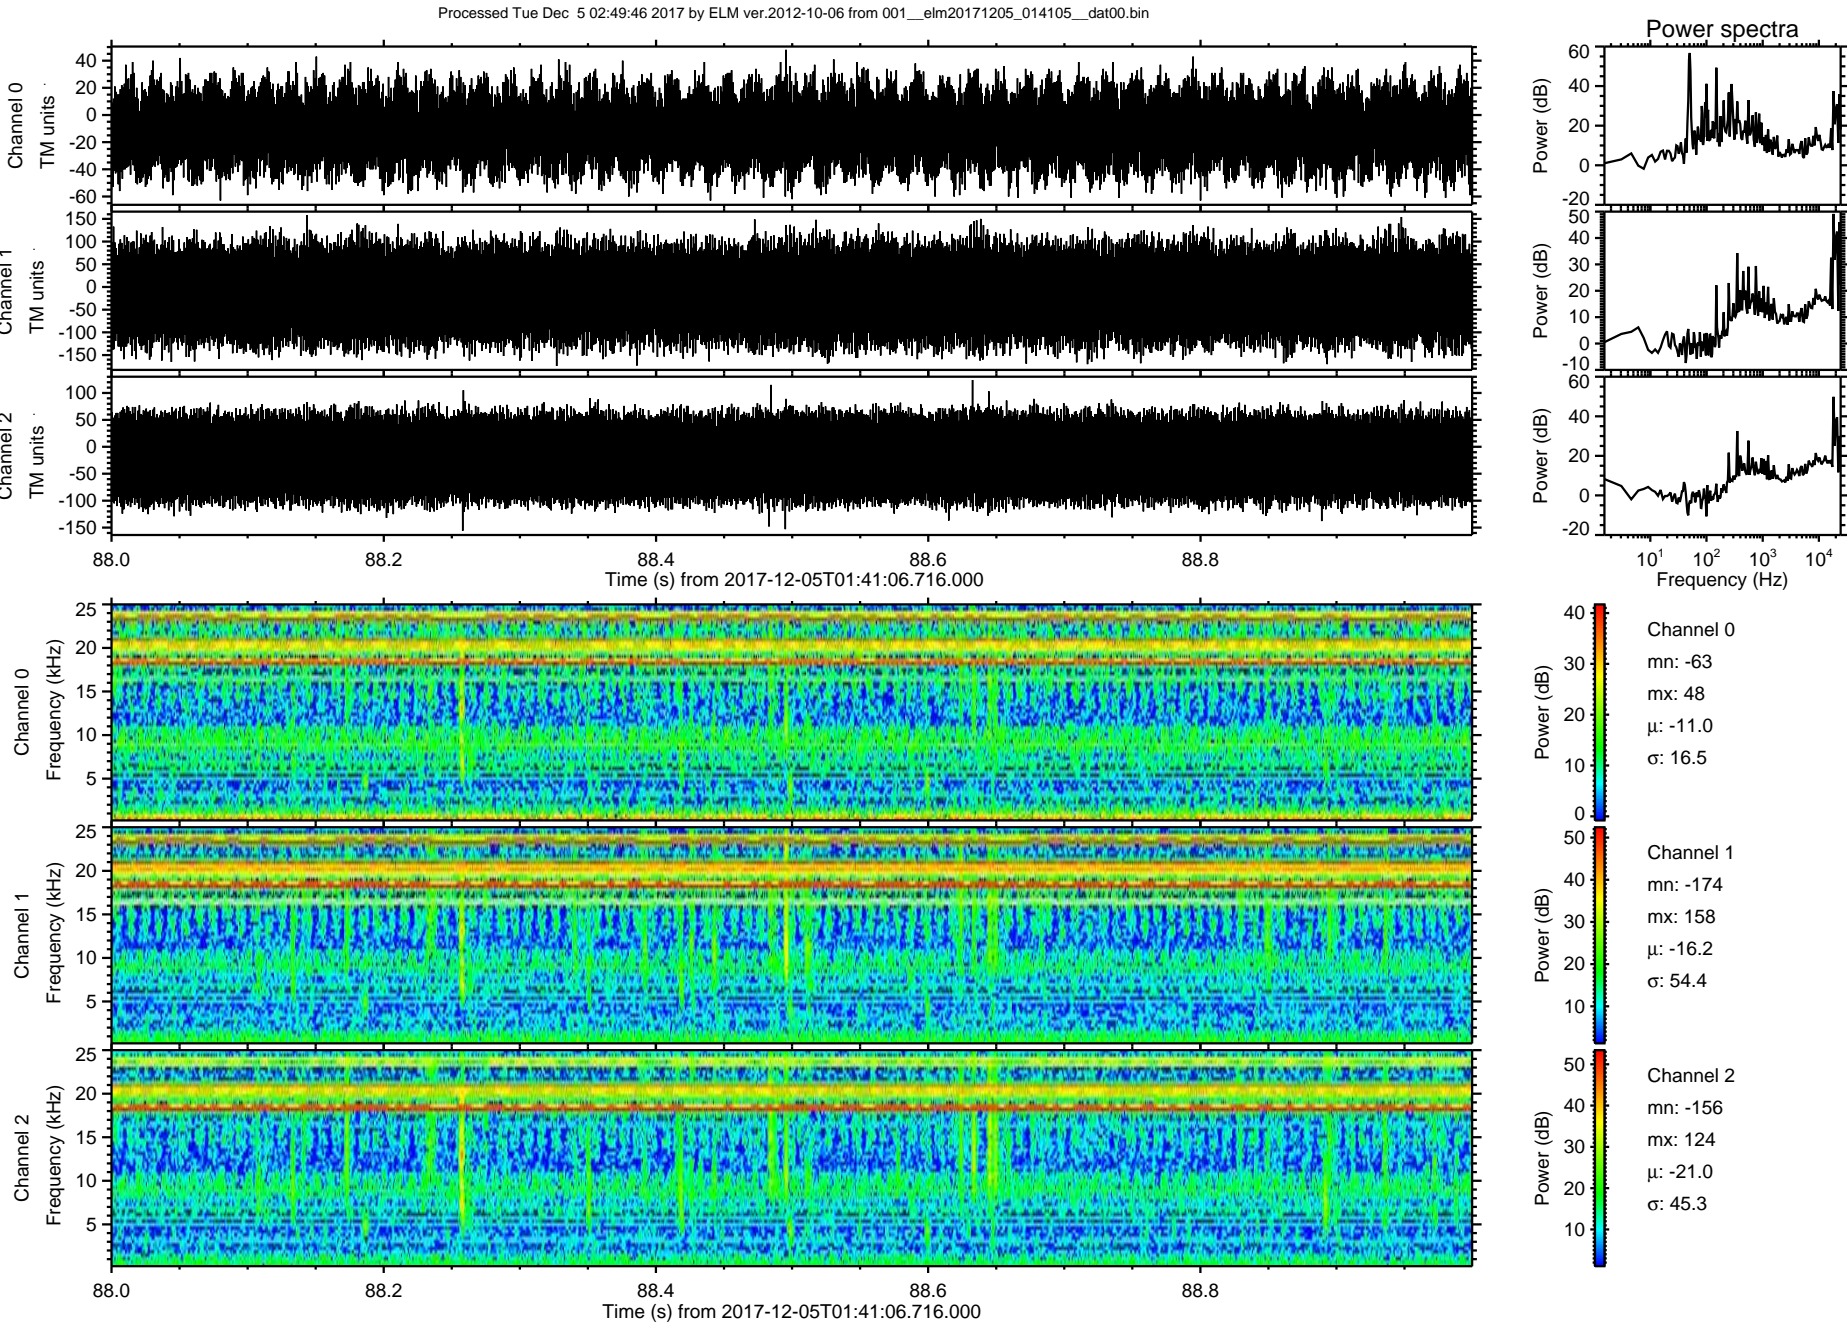 Processed Tue Dec  5 02:49:46 2017 by ELM ver.2012-10-06 from 001__elm20171205_014105__dat00.bin
Power spectra
Channel 0
TM units
40
20
0
-20
-40
-60
Power (dB)
60
40
20
0
-20
Channel 1
TM units
150
100
50
0
-50
-100
-150
Power (dB)
50
40
30
20
10
0
-10
Channel 2
TM units
100
50
0
-50
-100
-150
Power (dB)
60
40
20
0
-20
88.0 88.2 88.4 88.6 88.8
Time (s) from 2017-12-05T01:41:06.716.000
10^1 10^2 10^3 10^4
Frequency (Hz)
Channel 0
Frequency (kHz)
25
20
15
10
5
Power (dB)
40
30
20
10
0
Channel 0
mn: -63
mx: 48
μ: -11.0
σ: 16.5
Channel 1
Frequency (kHz)
25
20
15
10
5
Power (dB)
50
40
30
20
10
Channel 1
mn: -174
mx: 158
μ: -16.2
σ: 54.4
Channel 2
Frequency (kHz)
25
20
15
10
5
Power (dB)
50
40
30
20
10
Channel 2
mn: -156
mx: 124
μ: -21.0
σ: 45.3
88.0 88.2 88.4 88.6 88.8
Time (s) from 2017-12-05T01:41:06.716.000